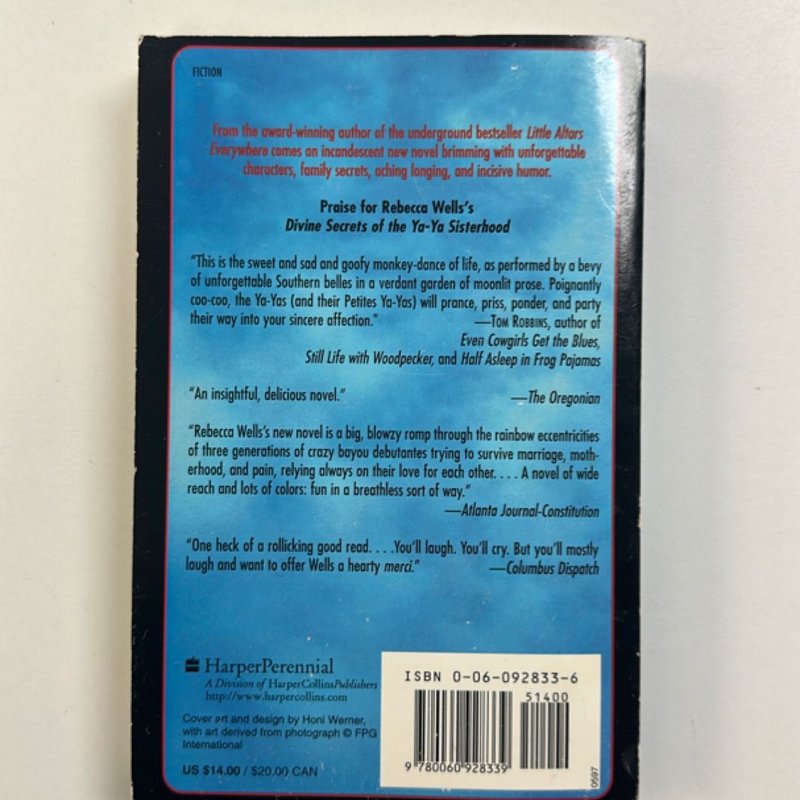 FICTION
From the award-winning author of the underground bestseller Little Altars
Everywhere comes an incandescent new novel brimming with unforgettable
characters, family secrets, aching longing, and incisive humor.
Praise for Rebecca Wells's
Divine Secrets of the Ya-Ya Sisterhood
"This is the sweet and sad and goofy monkey-dance of life, as performed by a bevy
of unforgettable Southern belles in a verdant garden of moonlit prose. Poignantly
coo-coo, the Ya-Yas (and their Petites Ya-Yas) will prance, priss, ponder, and party
their way into your sincere affection." —TOM ROBBINS, author of
Even Cowgirls Get the Blues,
Still Life with Woodpecker, and Half Asleep in Frog Pajamas
"An insightful, delicious novel." —The Oregonian
"Rebecca Wells's new novel is a big, blowzy romp through the rainbow eccentricities
of three generations of crazy bayou debutantes trying to survive marriage, moth-
erhood, and pain, relying always on their love for each other. . . . A novel of wide
reach and lots of colors: fun in a breathless sort of way."
—Atlanta Journal-Constitution
"One heck of a rollicking good read. . . .You'll laugh. You'll cry. But you'll mostly
laugh and want to offer Wells a hearty merci." —Columbus Dispatch
HarperPerennial
A Division of HarperCollinsPublishers
http://www.harpercollins.com
Cover art and design by Honi Werner,
with art derived from photograph © FPG
International
US $14.00 / $20.00 CAN
ISBN 0-06-092833-6
51400
9 780060 928339
0697